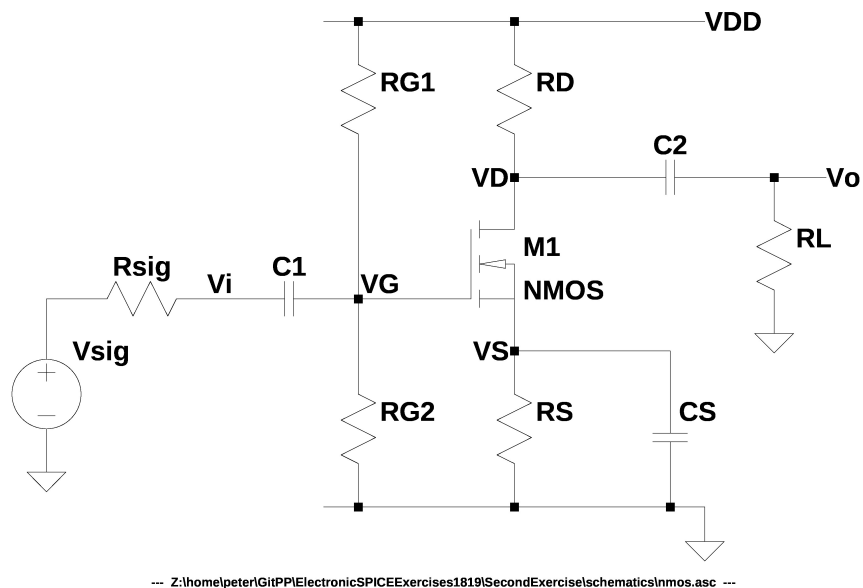 VDD
RG1
RD
C2
VD
Vo
RL
M1
Rsig
Vi
C1
VG
NMOS
Vsig
VS
RG2
RS
CS
--- Z:\home\peter\GitPP\ElectronicSPICEExercises1819\SecondExercise\schematics\nmos.asc ---